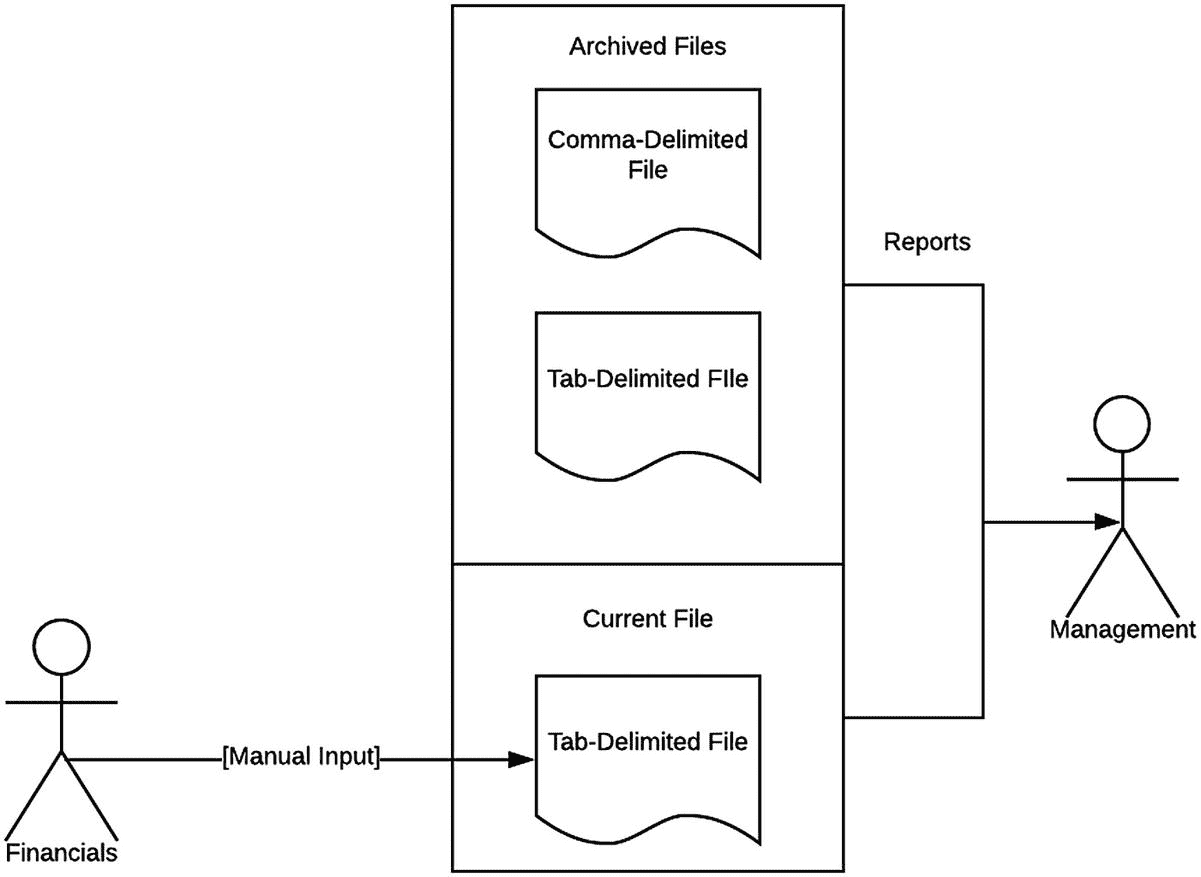 Archived Files
Comma-Delimited
File
Reports
Tab-Delimited FIle
Current File
Management
Tab-Delimited File
[Manual Input]
Financials